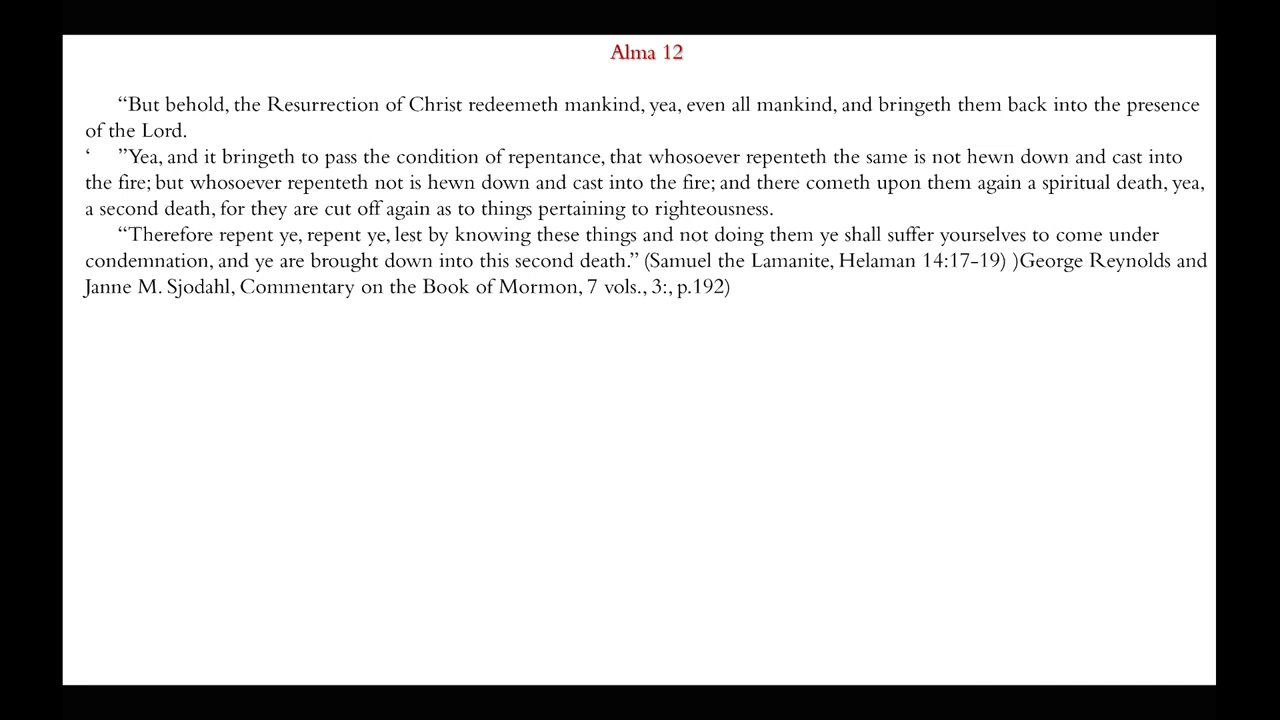 Alma 12
“But behold, the Resurrection of Christ redeemeth mankind, yea, even all mankind, and bringeth them back into the presence
of the Lord.
‘ ”Yea, and it bringeth to pass the condition of repentance, that whosoever repenteth the same is not hewn down and cast into
the fire; but whosoever repenteth not is hewn down and cast into the fire; and there cometh upon them again a spiritual death, yea,
a second death, for they are cut off again as to things pertaining to righteousness.
“Therefore repent ye, repent ye, lest by knowing these things and not doing them ye shall suffer yourselves to come under
condemnation, and ye are brought down into this second death.” (Samuel the Lamanite, Helaman 14:17-19) )George Reynolds and
Janne M. Sjodahl, Commentary on the Book of Mormon, 7 vols., 3:, p.192)